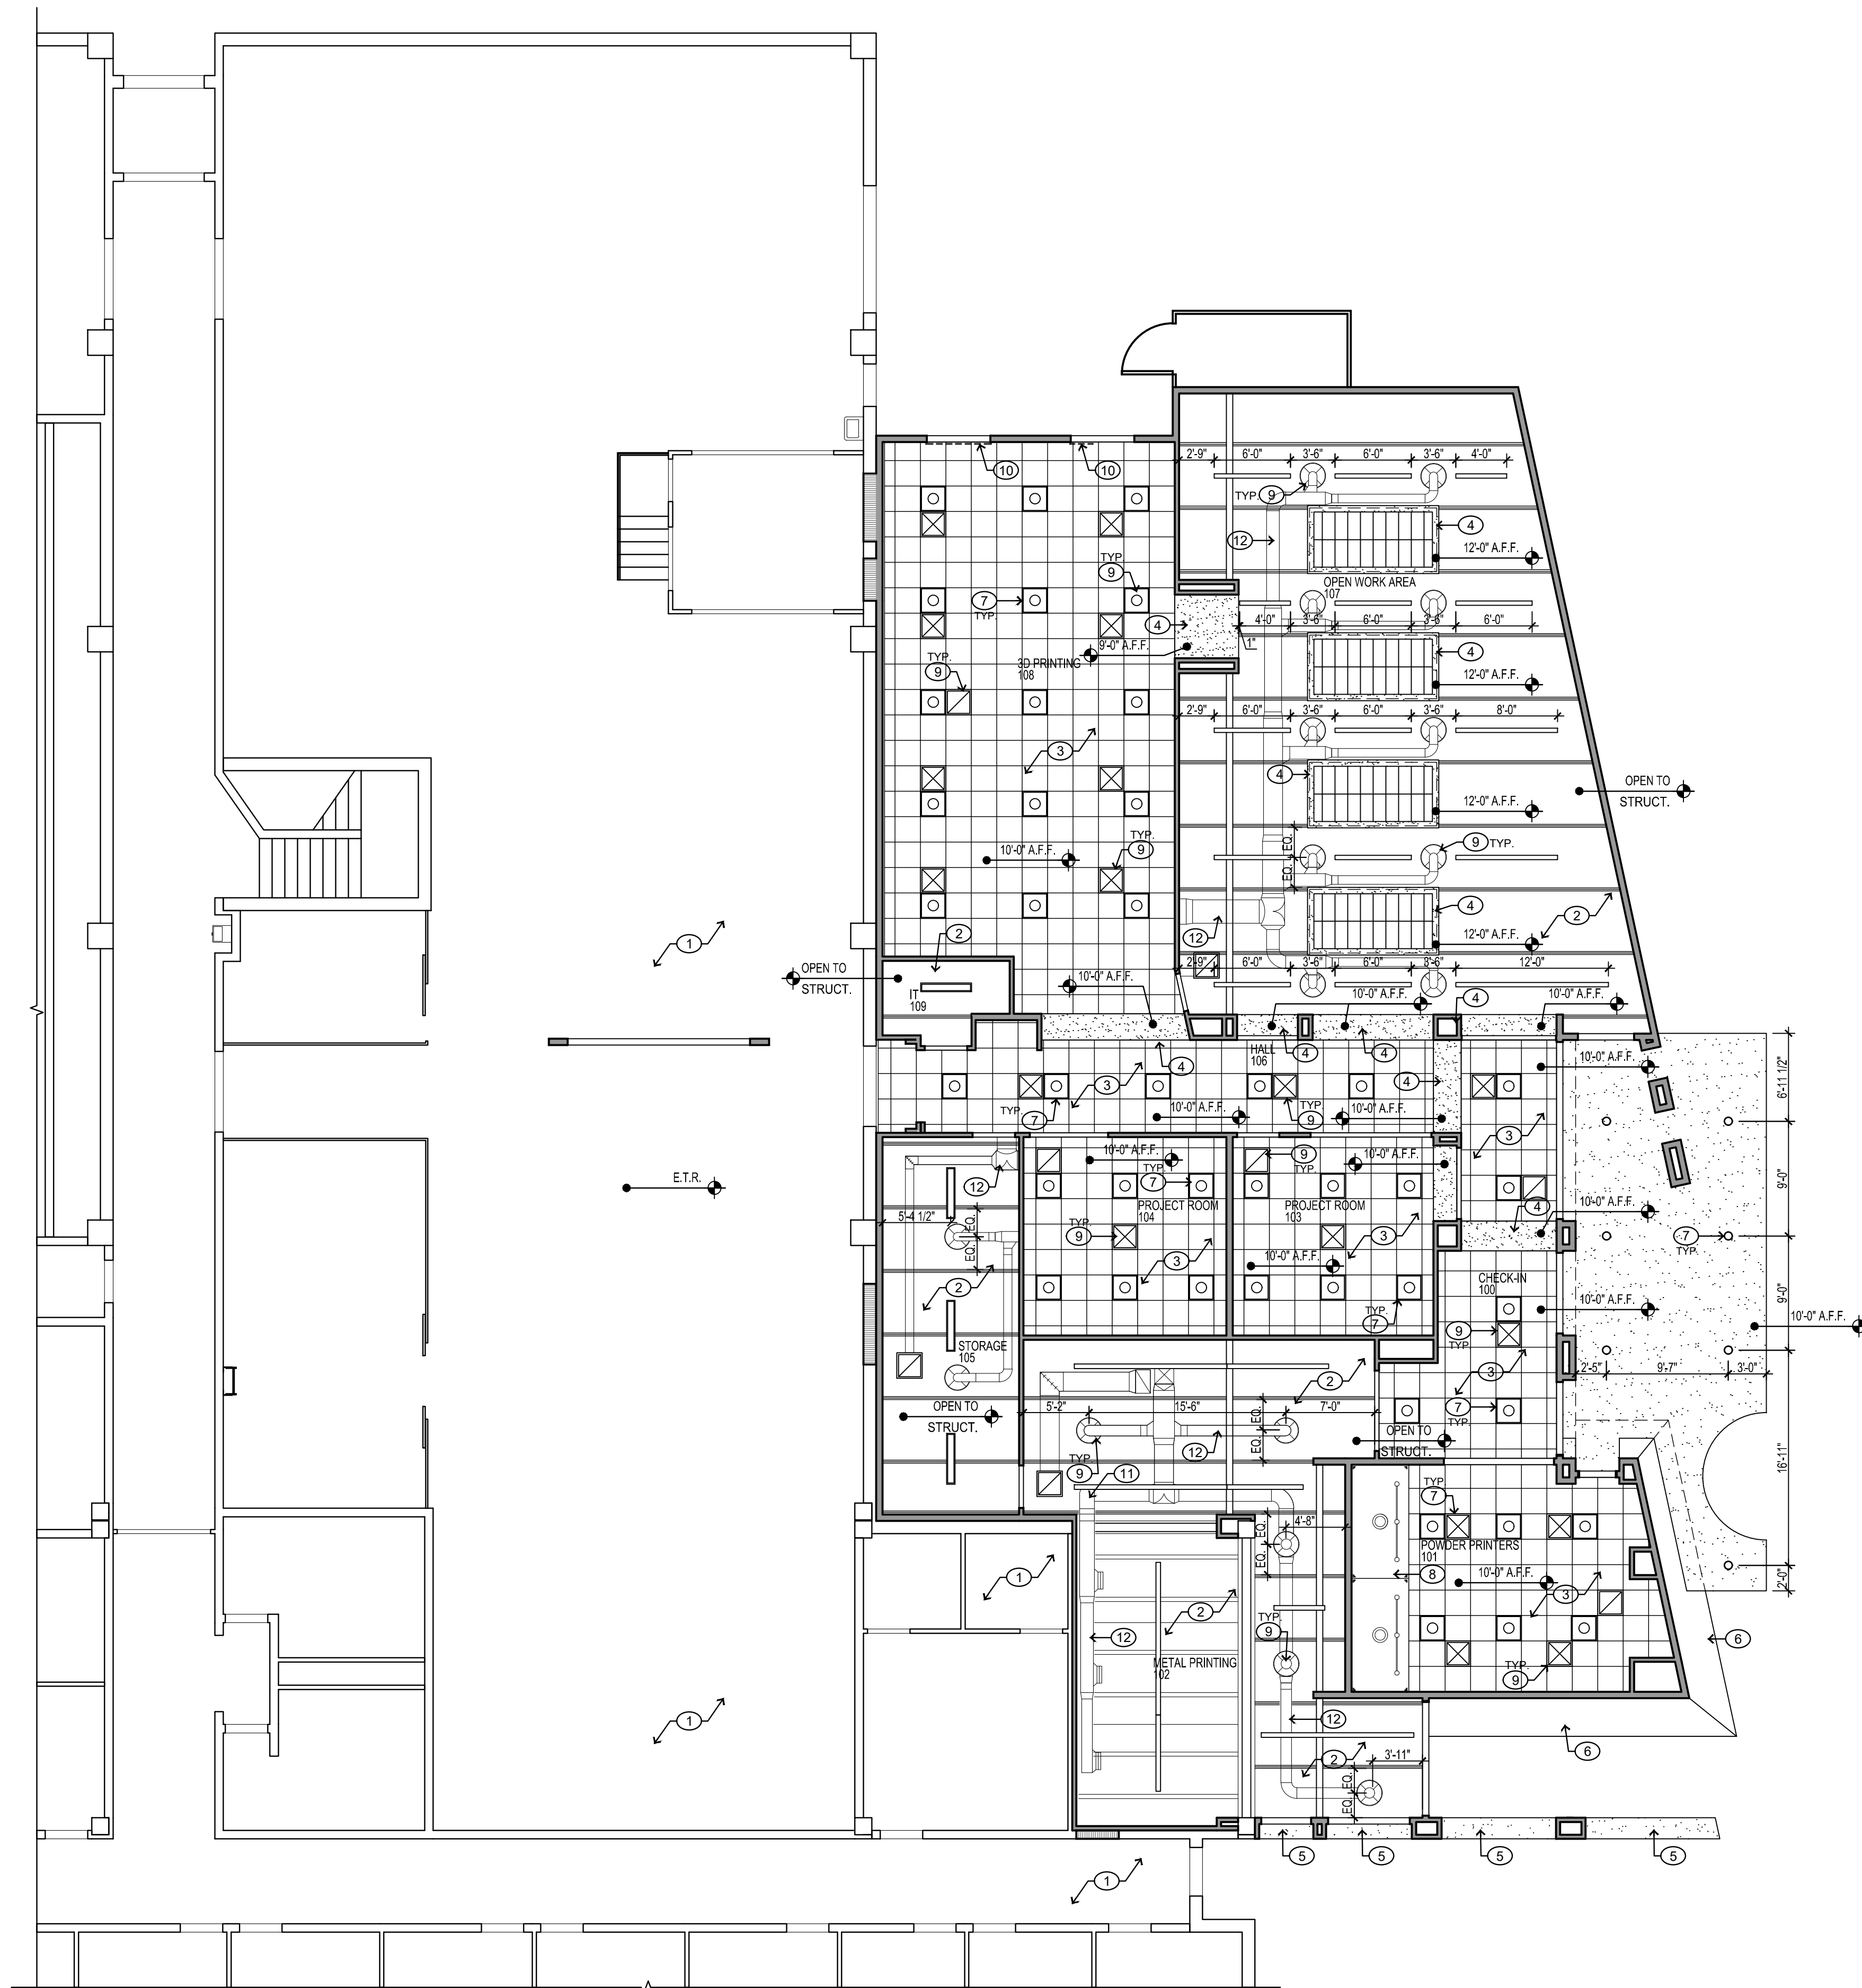 10
10
2'-9"
6'-0"
3'-6"
6'-0"
3'-6"
4'-0"
TYP.
9
4
12
12'-0" A.F.F.
TYP.
9
OPEN WORK AREA
107
7
TYP.
4
4'-0"
3'-6"
6'-0"
3'-6"
6'-0"
1"
9'-0" A.F.F.
4
TYP.
9
3D PRINTING
108
12'-0" A.F.F.
2'-9"
6'-0"
3'-6"
6'-0"
3'-6"
8'-0"
3
4
OPEN TO
STRUCT.
12'-0" A.F.F.
TYP.
9
10'-0" A.F.F.
EQ.
EQ.
9
TYP.
4
2
1
2
12
12'-0" A.F.F.
OPEN TO
STRUCT.
2'-9"
6'-0"
3'-6"
6'-0"
3'-6"
12'-0"
10'-0" A.F.F.
IT
109
10'-0" A.F.F.
4
10'-0" A.F.F.
HALL
106
4
4
4
4
10'-0" A.F.F.
6'-11 1/2"
3
TYP.
7
10'-0" A.F.F.
TYP.
9
10'-0" A.F.F.
3
10'-0" A.F.F.
9
TYP.
10'-0" A.F.F.
9'-0"
E.T.R.
12
TYP.
7
PROJECT ROOM
104
PROJECT ROOM
103
4
10'-0" A.F.F.
5'-4 1/2"
EQ.
EQ.
TYP.
9
3
3
7
TYP.
10'-0" A.F.F.
2
CHECK-IN
100
10'-0" A.F.F.
9'-0"
10'-0" A.F.F.
TYP.
7
9
TYP.
STORAGE
105
2
3
2'-5"
9'-7"
3'-0"
OPEN TO
STRUCT.
5'-2"
15'-6"
7'-0"
EQ.
EQ.
7
TYP.
OPEN TO
STRUCT.
12
TYP.
9
11
16'-11"
TYP.
7
EQ.
EQ.
4'-8"
POWDER PRINTERS
101
1
8
10'-0" A.F.F.
3
2'-0"
2
TYP.
9
12
METAL PRINTING
102
6
TYP.
9
1
12
6
2
3'-11"
EQ.
EQ.
5
5
5
5
1